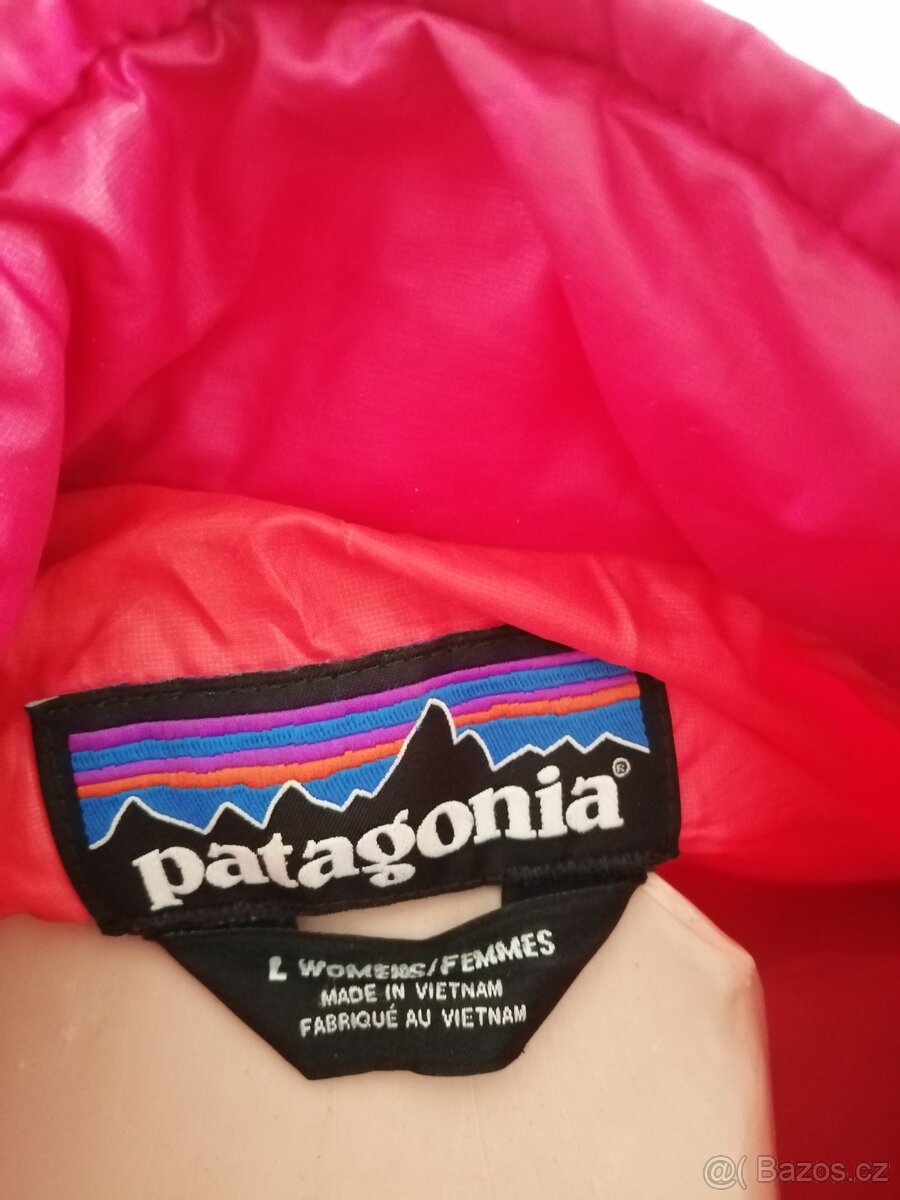 patagonia®
L WOMENS/FEMMES
MADE IN VIETNAM
FABRIQUÉ AU VIETNAM
@( Bazos.cz